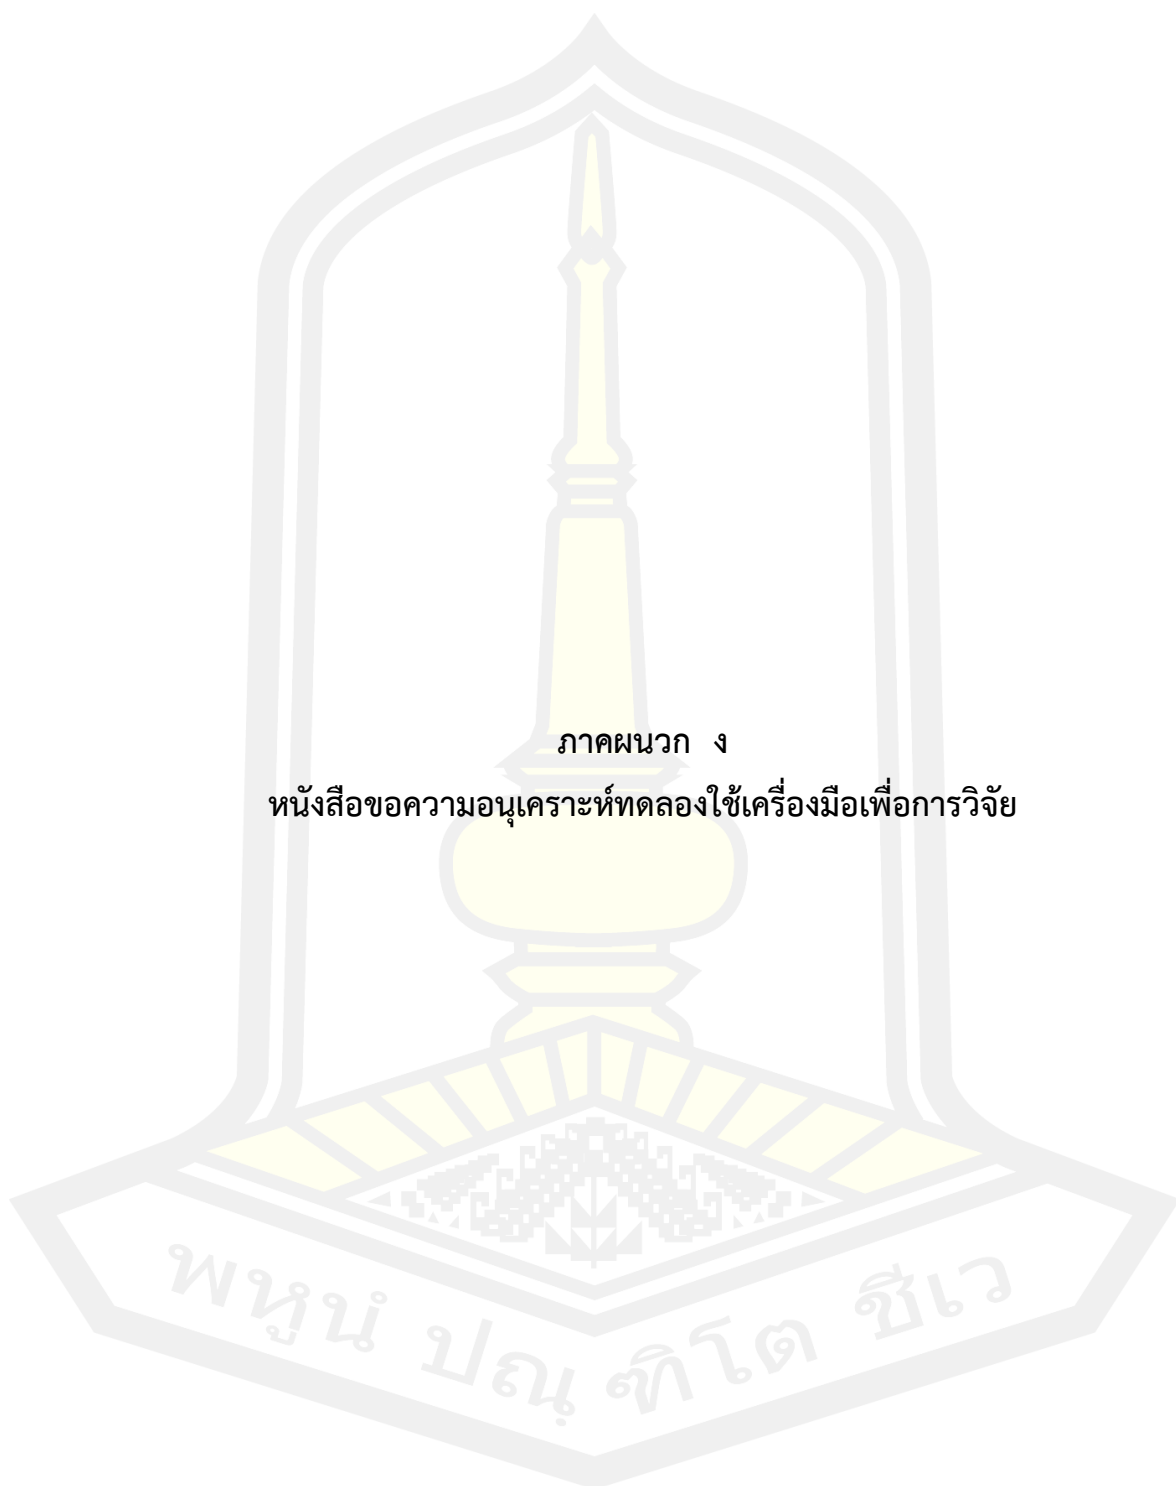 ภาคผนวก ง
หนังสือขอความอนุเคราะห์ทดลองใช้เครื่องมือเพื่อการวิจัย
พหูนํ ปณฺฑิโต ชีเว